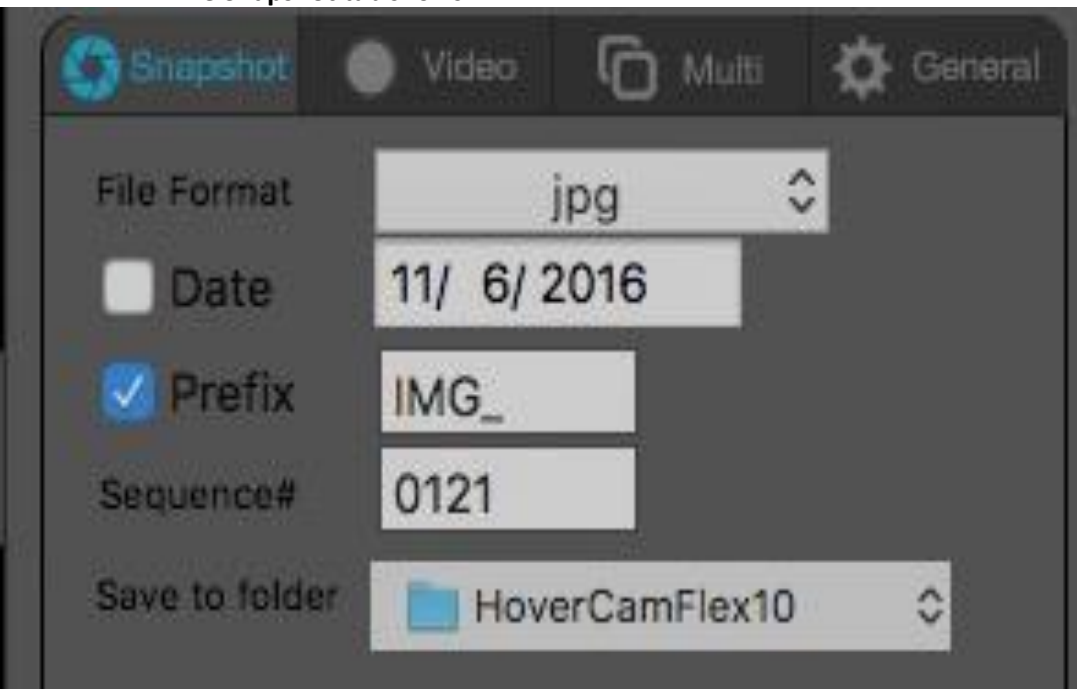 Snapshot Video Multi General
File Format jpg
Date 11/ 6/ 2016
Prefix IMG_
Sequence# 0121
Save to folder HoverCamFlex10